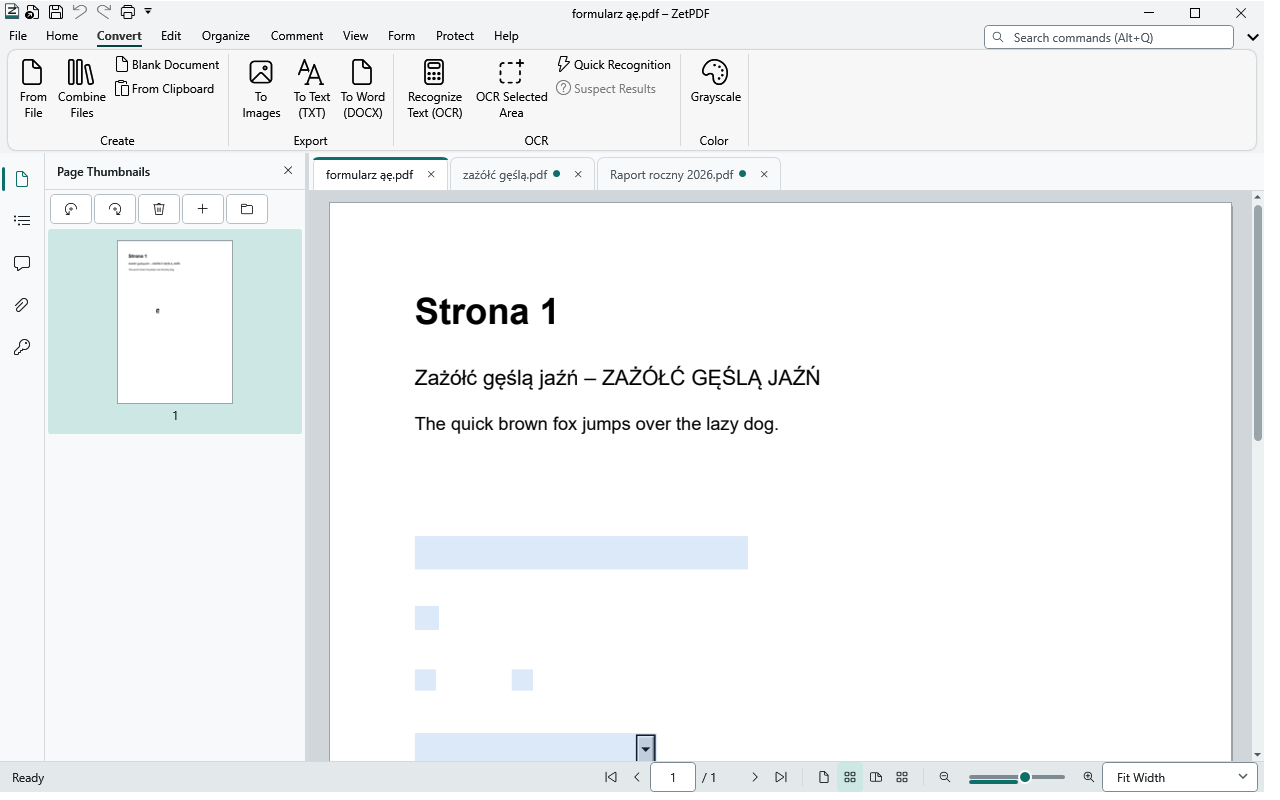 formularz ąę.pdf – ZetPDF
File Home Convert Edit Organize Comment View Form Protect Help
Search commands (Alt+Q)
From File
Combine Files
Blank Document
From Clipboard
Create
To Images
To Text (TXT)
To Word (DOCX)
Export
Recognize Text (OCR)
OCR Selected Area
Quick Recognition
Suspect Results
OCR
Grayscale
Color
Page Thumbnails
formularz ąę.pdf
zażółć gęślą.pdf
Raport roczny 2026.pdf
Strona 1
1
Strona 1
Zażółć gęślą jaźń – ZAŻÓŁĆ GĘŚLĄ JAŹŃ
The quick brown fox jumps over the lazy dog.
Ready
1 / 1
Fit Width